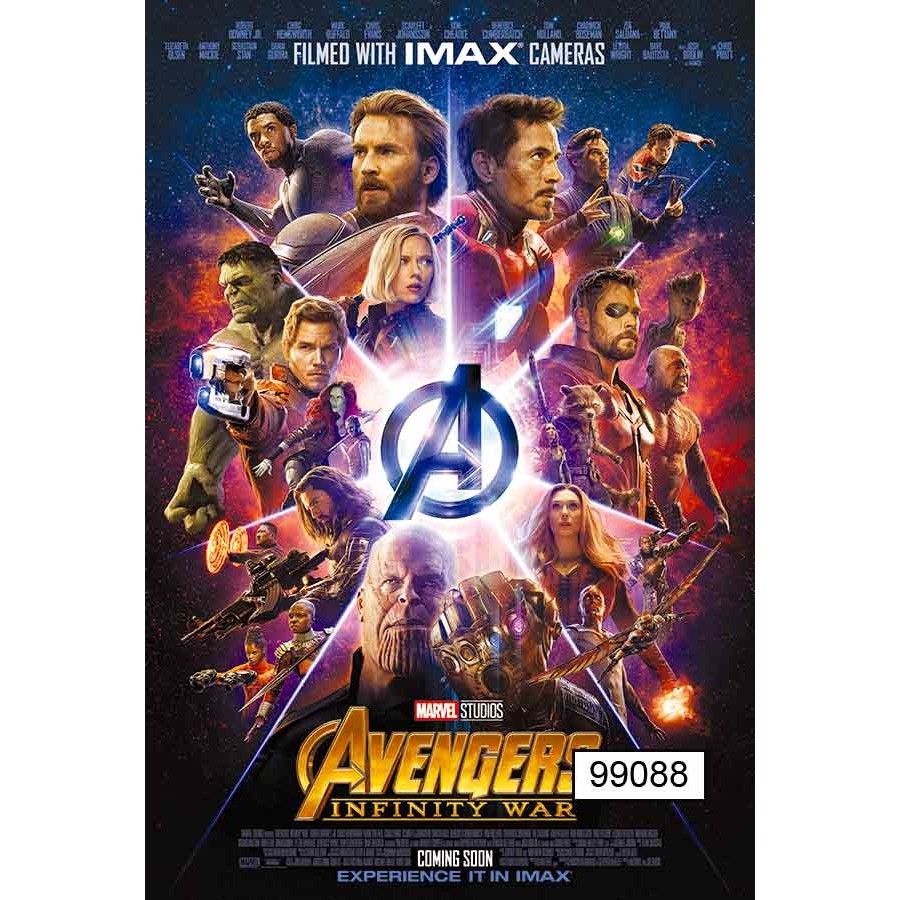 ROBERT DOWNEY JR. CHRIS HEMSWORTH MARK RUFFALO CHRIS EVANS SCARLETT JOHANSSON DON CHEADLE BENEDICT CUMBERBATCH TOM HOLLAND CHADWICK BOSEMAN ZOE SALDANA PAUL BETTANY
ELIZABETH OLSEN ANTHONY MACKIE SEBASTIAN STAN DANAI GURIRA LETITIA WRIGHT DAVE BAUTISTA JOSH BROLIN CHRIS PRATT
FILMED WITH IMAX® CAMERAS
MARVEL STUDIOS
AVENGERS
99088
INFINITY WAR
MARVEL
COMING SOON
EXPERIENCE IT IN IMAX®